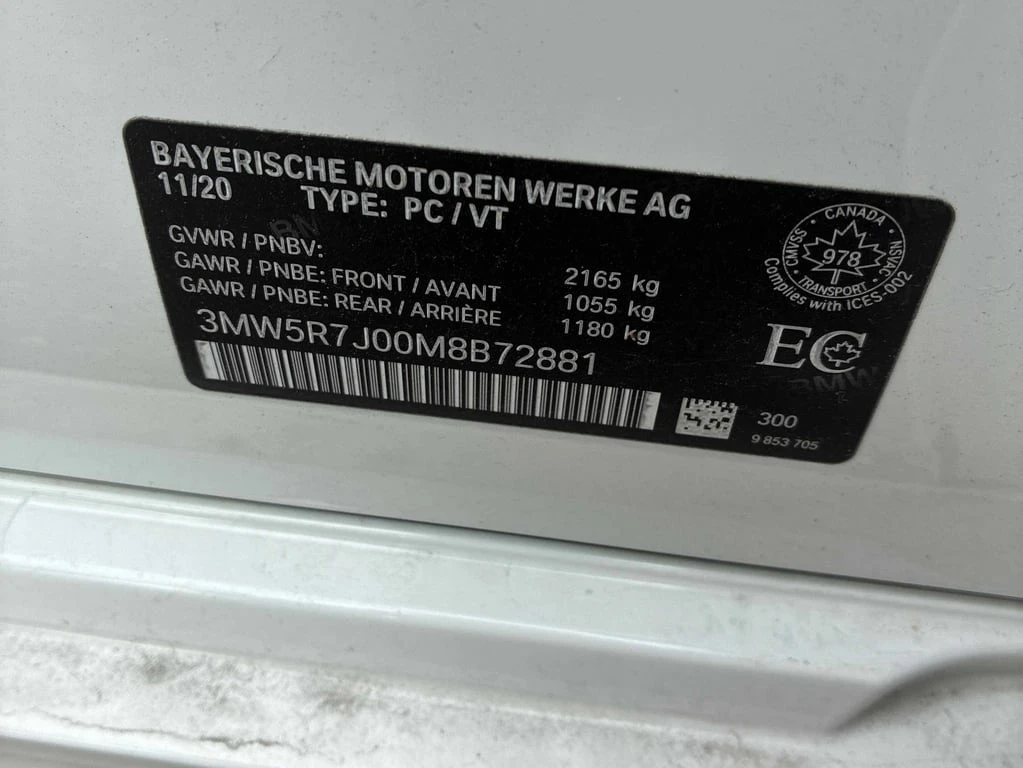 BAYERISCHE MOTOREN WERKE AG
11/20 TYPE: PC / VT
GVWR / PNBV: 2165 kg
GAWR / PNBE: FRONT / AVANT 1055 kg
GAWR / PNBE: REAR / ARRIÈRE 1180 kg
3MW5R7J00M8B72881
CANADA
CMVSS 978 NSVAC
TRANSPORT
Complies with ICES-002
EC
300
9 853 705
BMW